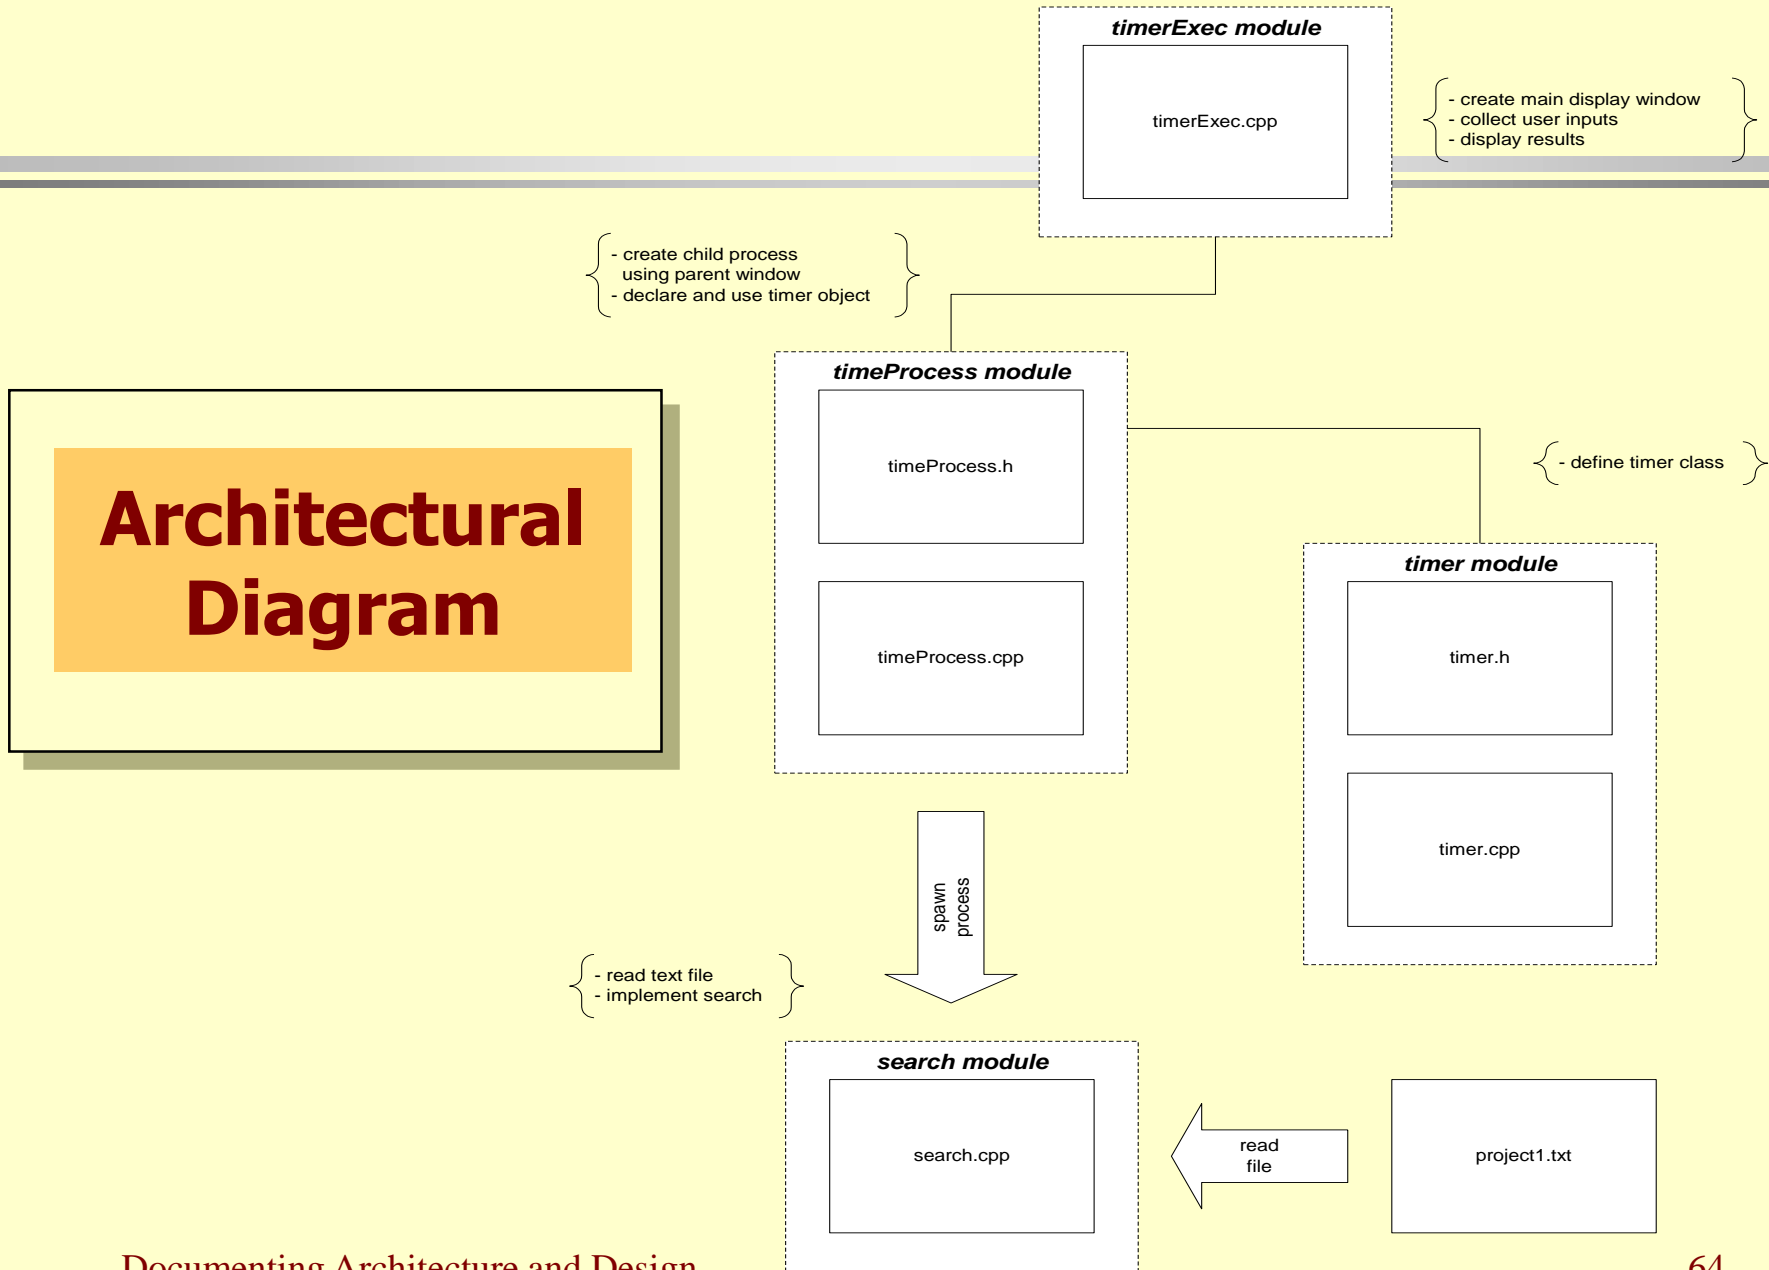 timerExec module
timerExec.cpp
- create main display window
- collect user inputs
- display results
- create child process
using parent window
- declare and use timer object
timeProcess module
timeProcess.h
timeProcess.cpp
- define timer class
timer module
timer.h
timer.cpp
Architectural
Diagram
spawn
process
- read text file
- implement search
search module
search.cpp
read
file
project1.txt
Documenting Architecture and Design
64